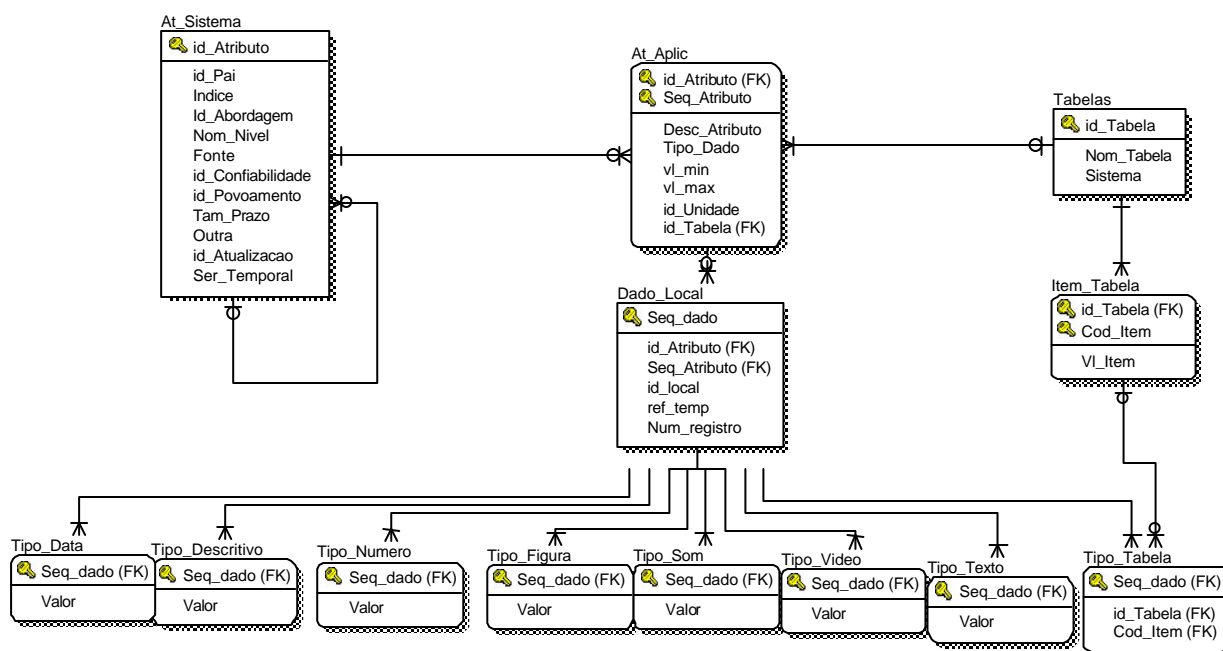 At_Sistema
id_Atributo
id_Pai
Indice
Id_Abordagem
Nom_Nivel
Fonte
id_Confiabilidade
id_Povoamento
Tam_Prazo
Outra
id_Atualizacao
Ser_Temporal
At_Aplic
id_Atributo (FK)
Seq_Atributo
Desc_Atributo
Tipo_Dado
vl_min
vl_max
id_Unidade
id_Tabela (FK)
Tabelas
id_Tabela
Nom_Tabela
Sistema
Dado_Local
Seq_dado
id_Atributo (FK)
Seq_Atributo (FK)
id_local
ref_temp
Num_registro
Item_Tabela
id_Tabela (FK)
Cod_Item
Vl_Item
Tipo_Data
Seq_dado (FK)
Valor
Tipo_Descritivo
Seq_dado (FK)
Valor
Tipo_Numero
Seq_dado (FK)
Valor
Tipo_Figura
Seq_dado (FK)
Valor
Tipo_Som
Seq_dado (FK)
Valor
Tipo_Video
Seq_dado (FK)
Valor
Tipo_Texto
Seq_dado (FK)
Valor
Tipo_Tabela
Seq_dado (FK)
id_Tabela (FK)
Cod_Item (FK)